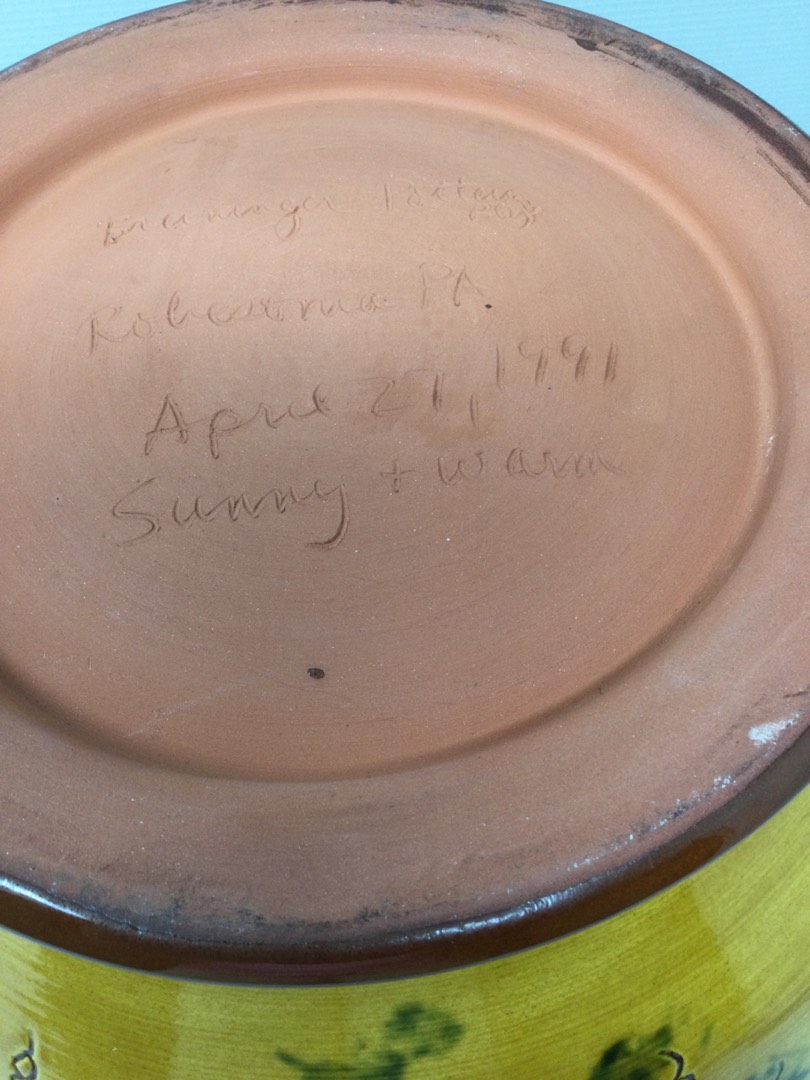 Breininger Pottery
Robesonia PA
April 27, 1991
Sunny + warm